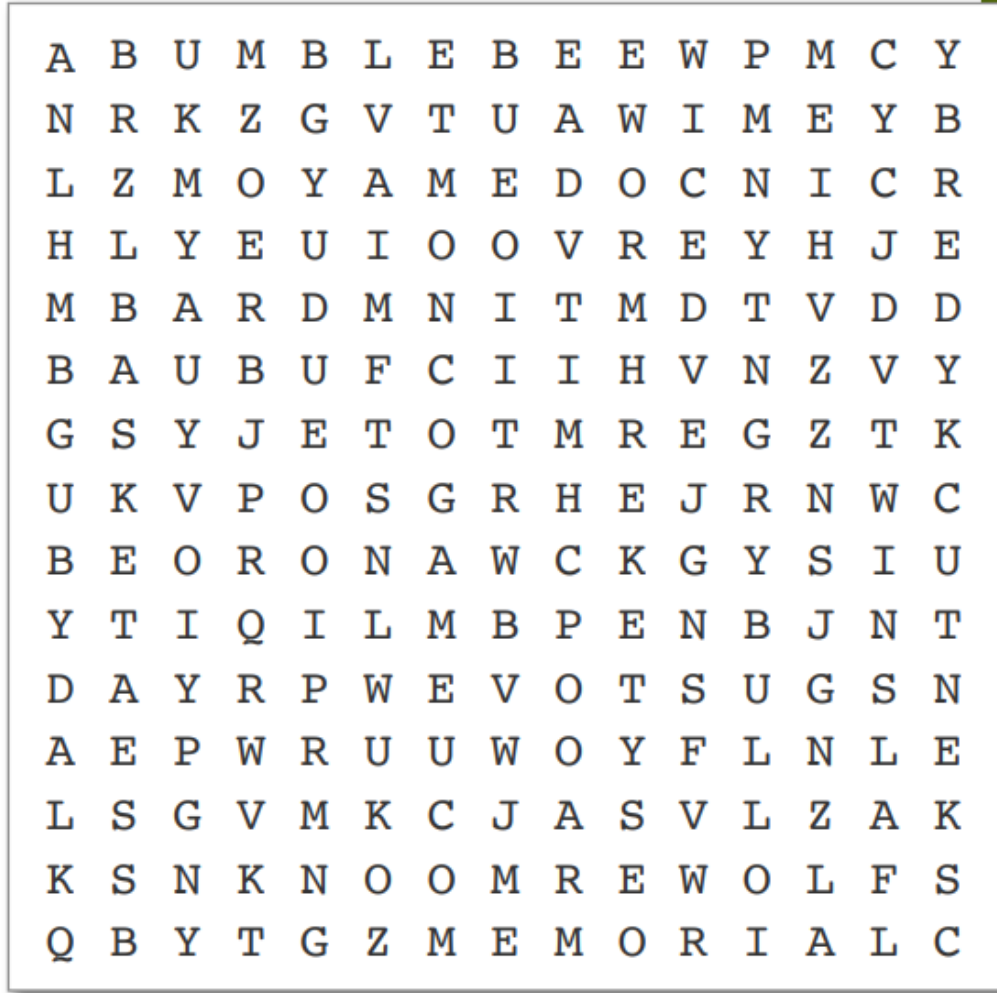 A B U M B L E B E E W P M C Y
N R K Z G V T U A W I M E Y B
L Z M O Y A M E D O C N I C R
H L Y E U I O O V R E Y H J E
M B A R D M N I T M D T V D D
B A U B U F C I I H V N Z V Y
G S Y J E T O T M R E G Z T K
U K V P O S G R H E J R N W C
B E O R O N A W C K G Y S I U
Y T I Q I L M B P E N B J N T
D A Y R P W E V O T S U G S N
A E P W R U U W O Y F L N L E
L S G V M K C J A S V L Z A K
K S N K N O O M R E W O L F S
Q B Y T G Z M E M O R I A L C